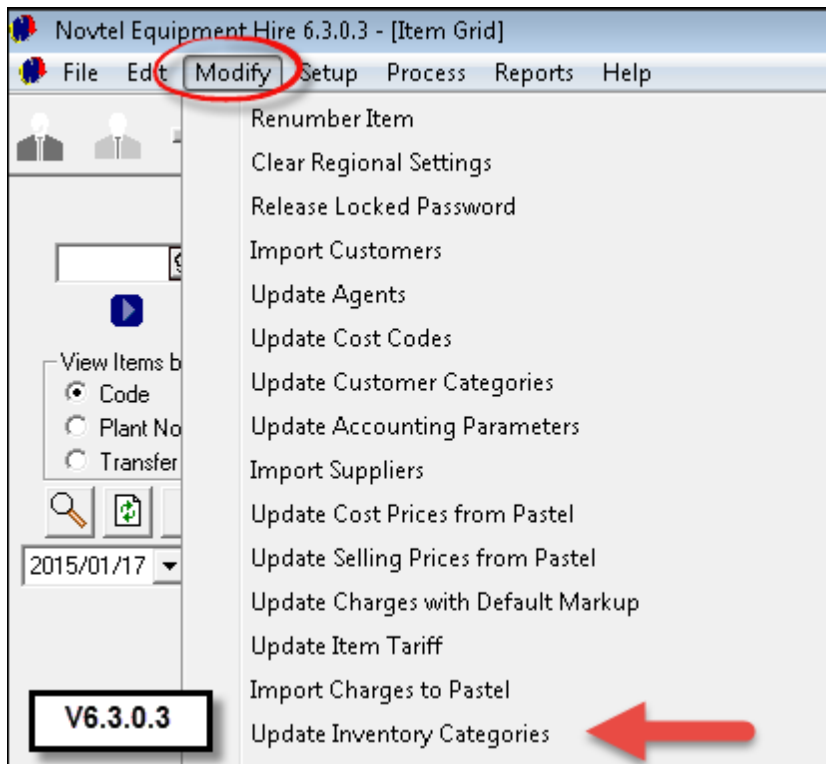 Novtel Equipment Hire 6.3.0.3 - [Item Grid]
File Edit Modify Setup Process Reports Help
Renumber Item
Clear Regional Settings
Release Locked Password
Import Customers
Update Agents
Update Cost Codes
View Items b
Update Customer Categories
Code
Update Accounting Parameters
Plant No
Import Suppliers
Transfer
Update Cost Prices from Pastel
Update Selling Prices from Pastel
2015/01/17
Update Charges with Default Markup
Update Item Tariff
Import Charges to Pastel
V6.3.0.3
Update Inventory Categories